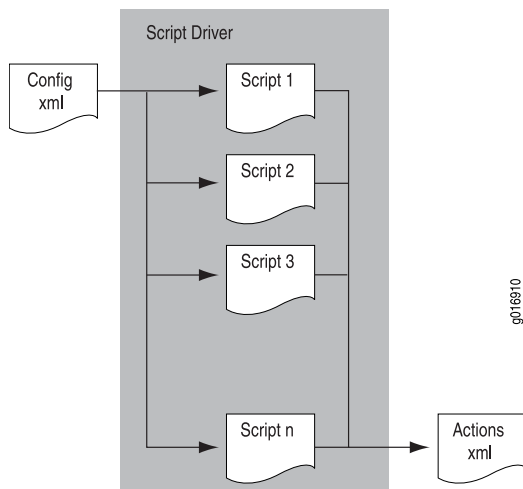 Script Driver
Config
xml
Script 1
Script 2
Script 3
Script n
Actions
xml
g016910